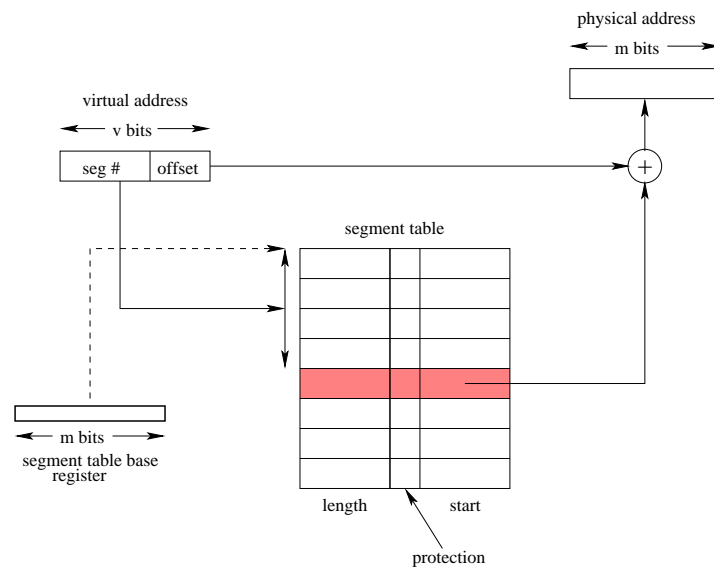 physical address
m bits
virtual address
v bits
seg #
offset
+
segment table
m bits
segment table base
register
length
start
protection